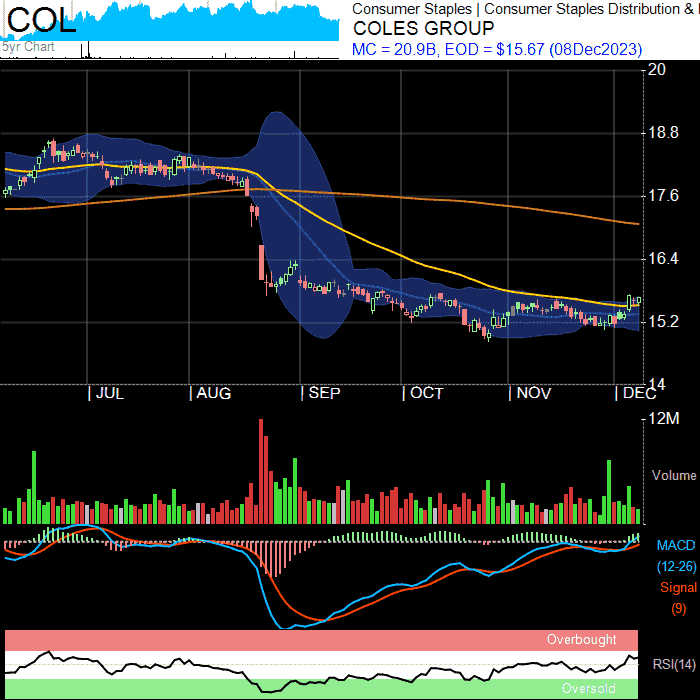 COL
5yr Chart
Consumer Staples | Consumer Staples Distribution &
COLES GROUP
MC = 20.9B, EOD = $15.67 (08Dec2023)
20
18.8
17.6
16.4
15.2
14
| JUL | AUG | SEP | OCT | NOV | DEC
12M
Volume
MACD
(12-26)
Signal
(9)
Overbought
RSI(14)
Oversold